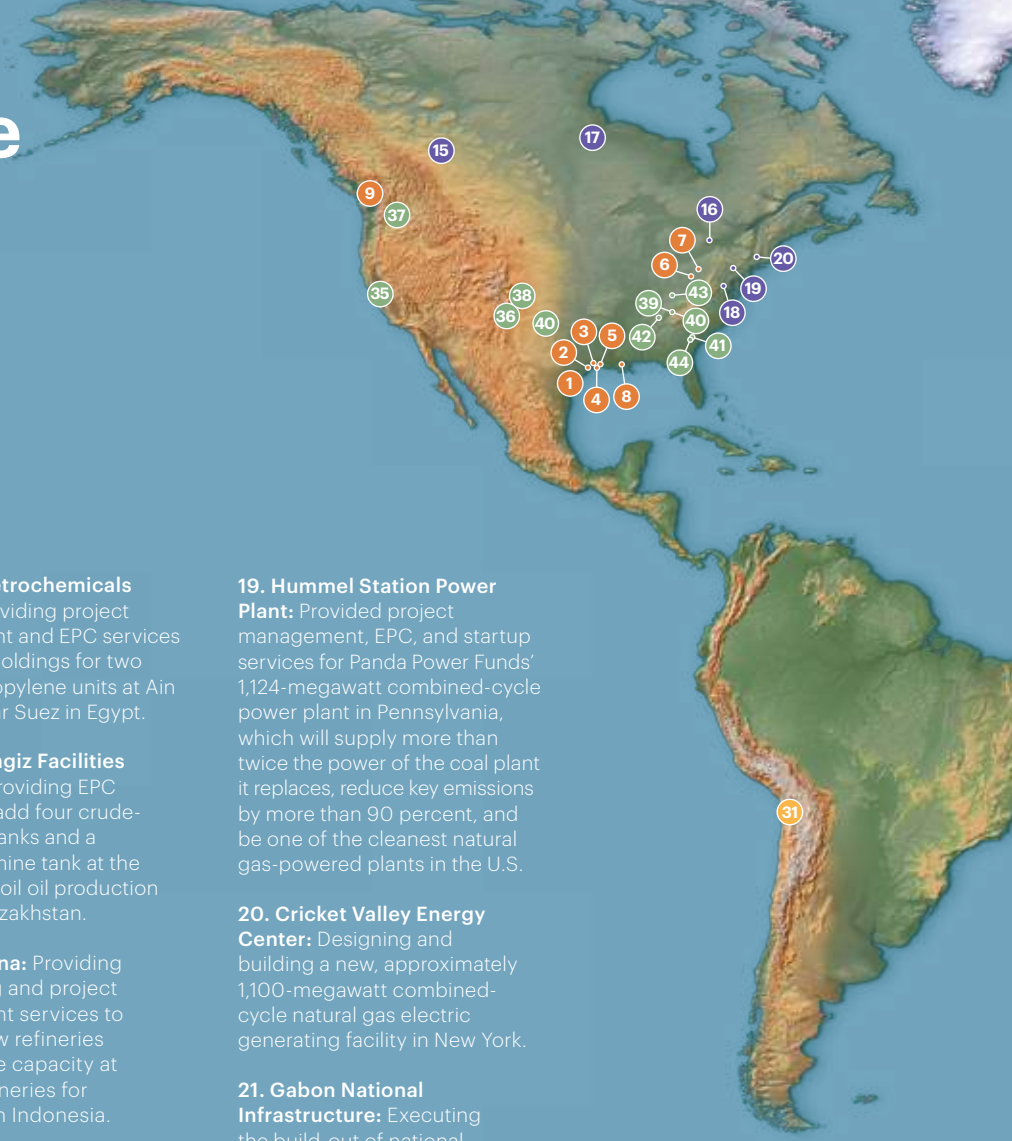 e
15
17
9
37
16
7
6
20
19
35
38
43
39
18
36
40
40
3
5
42
41
2
44
1
8
4
31
etrochemicals
viding project
nt and EPC services
oldings for two
opylene units at Ain
ar Suez in Egypt.
ngiz Facilities
roviding EPC
add four crude-
anks and a
mine tank at the
oil oil production
zakhstan.
na: Providing
g and project
nt services to
w refineries
e capacity at
neries for
n Indonesia.
19. Hummel Station Power
Plant: Provided project
management, EPC, and startup
services for Panda Power Funds’
1,124-megawatt combined-cycle
power plant in Pennsylvania,
which will supply more than
twice the power of the coal plant
it replaces, reduce key emissions
by more than 90 percent, and
be one of the cleanest natural
gas-powered plants in the U.S.
20. Cricket Valley Energy
Center: Designing and
building a new, approximately
1,100-megawatt combined-
cycle natural gas electric
generating facility in New York.
21. Gabon National
Infrastructure: Executing
the build-out of national